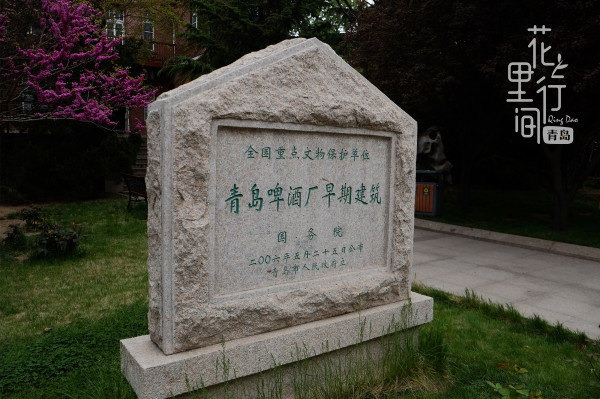 全国重点文物保护单位
青岛啤酒厂早期建筑
国务院
二00六年五月二十五日公布
青岛市人民政府立
花里行间
Qing Dao
青岛